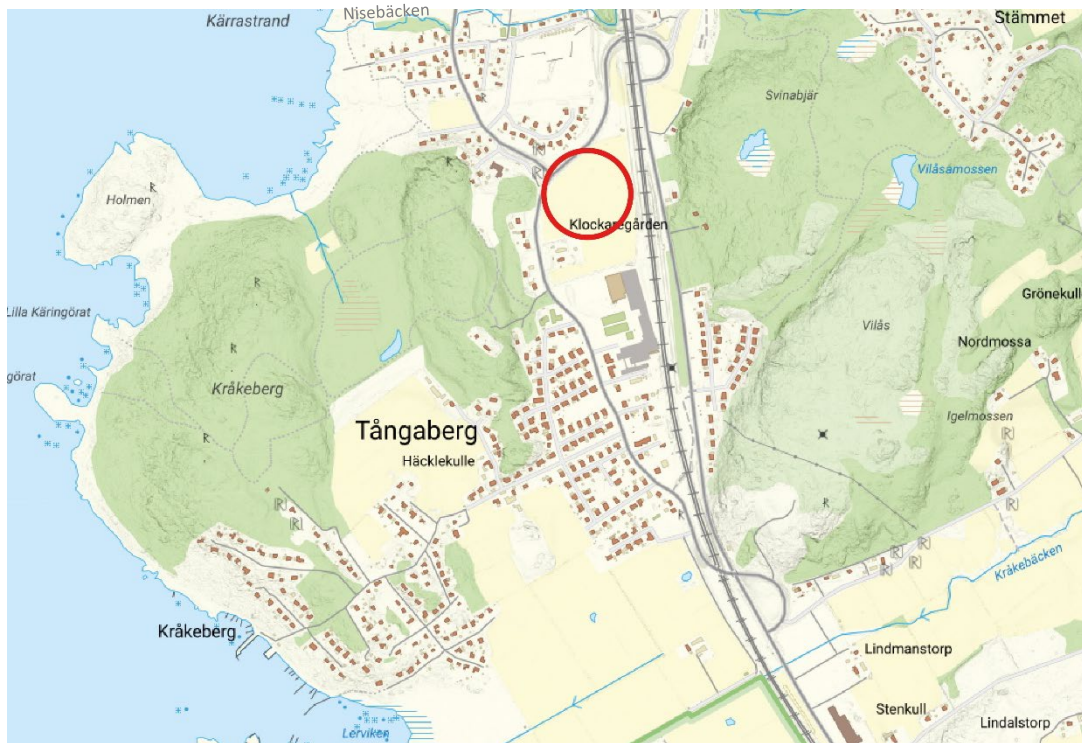 Nisebäcken
Kärrastrand
Stämmet
Svinabjär
Vilåsamossen
Holmen
R
R
R
R
R
Klockaregården
Grönekulle
Lilla Käringörat
R
Vilås
Nordmossa
R
görat
Kråkeberg
Igelmossen
R
R
Tångaberg
Häcklekulle
R
R
R
R
R
R
R
R
Kråkebäcken
Kråkeberg
Lindmanstorp
Stenkull
Lindalstorp
Lerviken